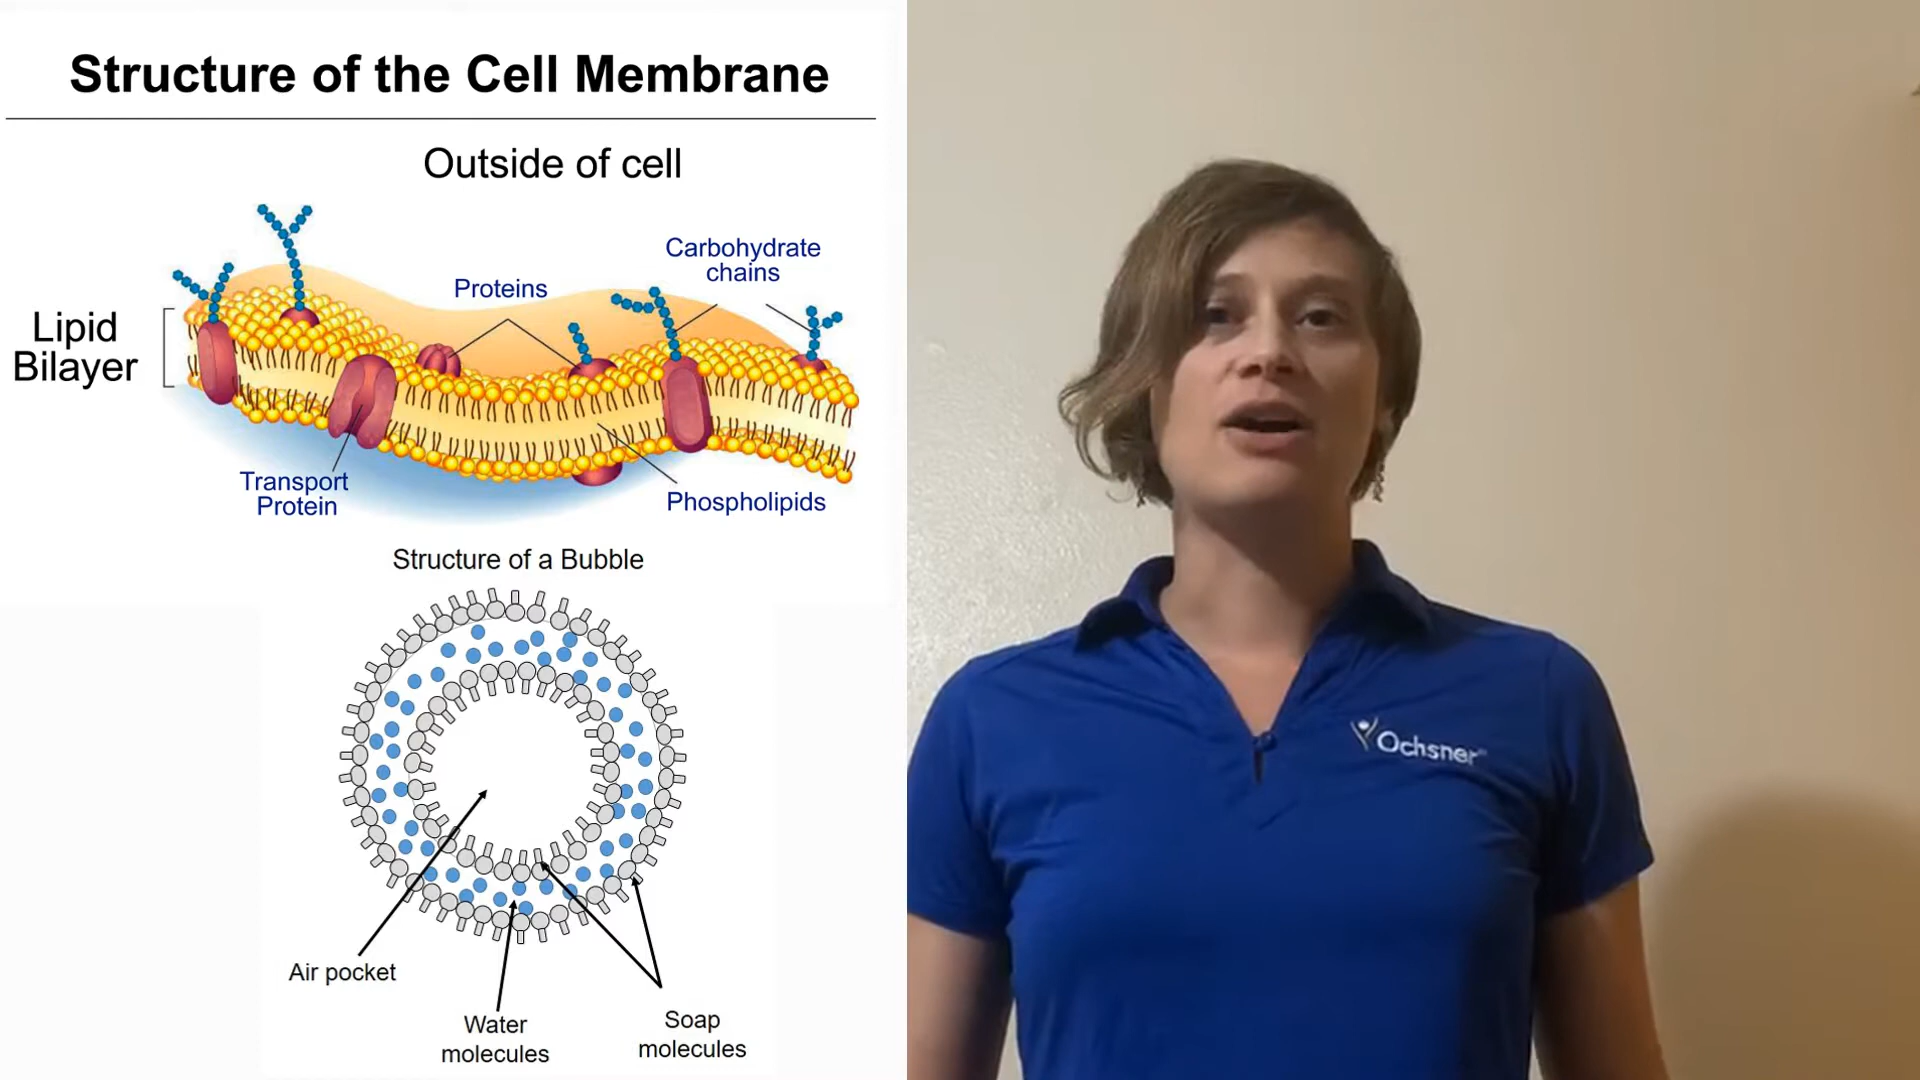 Structure of the Cell Membrane
Outside of cell
Carbohydrate
chains
Proteins
Lipid
Bilayer
Transport
Protein
Phospholipids
Structure of a Bubble
Air pocket
Water
molecules
Soap
molecules
Ochsner